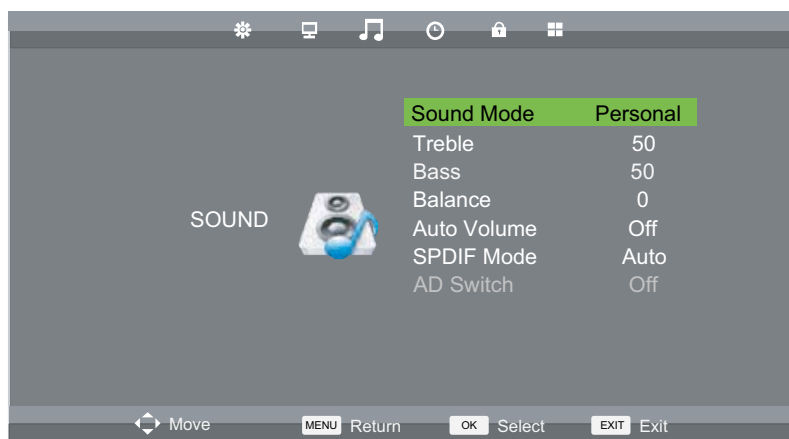 Sound Mode Personal
Treble 50
Bass 50
Balance 0
SOUND
Auto Volume Off
SPDIF Mode Auto
AD Switch Off
Move MENU Return OK Select EXIT Exit